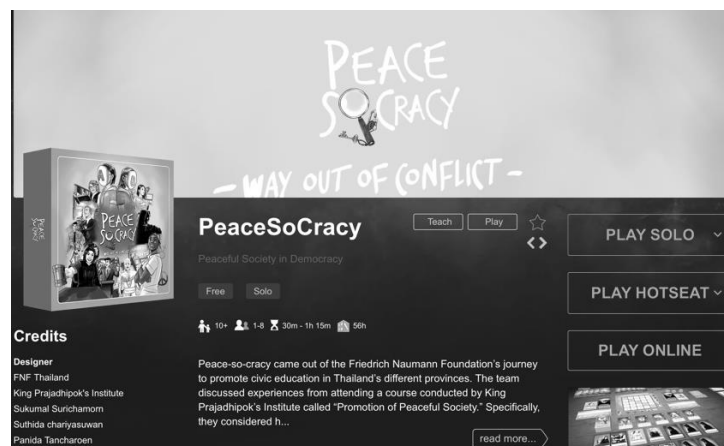 PEACE
SOCRACY
- WAY OUT OF CONFLICT -
PEACE
SOCRACY
PEACE
SOCRACY
PeaceSoCracy
Teach
Play
Peaceful Society in Democracy
Free
Solo
10+
1-8
30m - 1h 15m
56h
Peace-so-cracy came out of the Friedrich Naumann Foundation's journey
to promote civic education in Thailand's different provinces. The team
discussed experiences from attending a course conducted by King
Prajadhipok's Institute called "Promotion of Peaceful Society." Specifically,
they considered h...
read more...
Credits
Designer
FNF Thailand
King Prajadhipok's Institute
Sukumal Surichamorn
Suthida chariyasuwan
Panida Tancharoen
PLAY SOLO
PLAY HOTSEAT
PLAY ONLINE